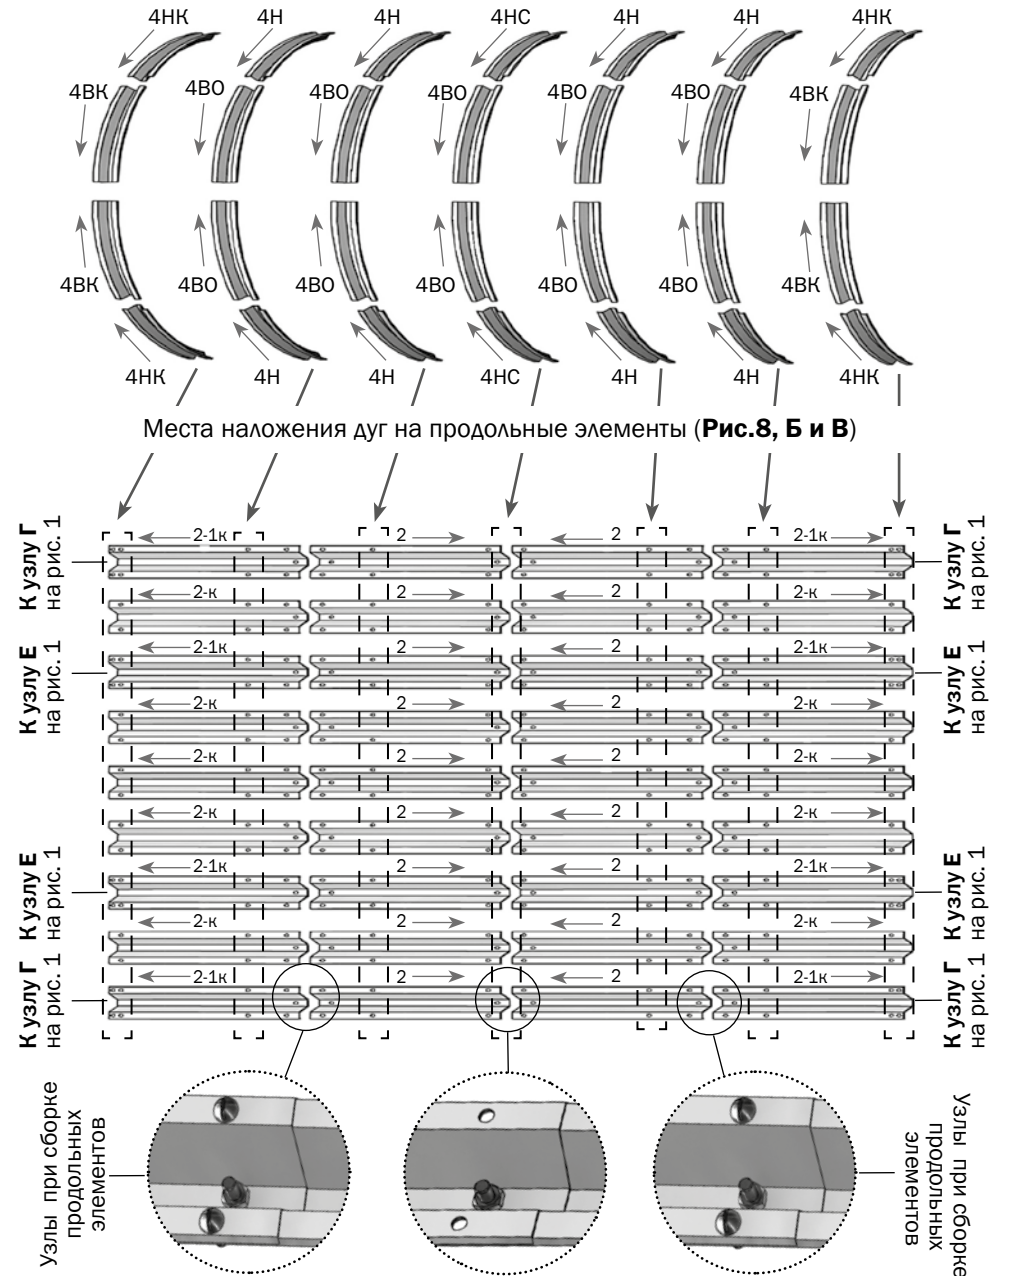 4НК 4Н 4Н 4НС 4Н 4Н 4НК
4ВК 4ВО 4ВО 4ВО 4ВО 4ВО 4ВК
4ВК 4ВО 4ВО 4ВО 4ВО 4ВО 4ВК
4НК 4Н 4Н 4НС 4Н 4Н 4НК
Места наложения дуг на продольные элементы (Рис.8, Б и В)
2-1к 2 2 2-1к
2-к 2 2 2-к
2-1к 2 2 2-1к
2-к 2 2 2-к
2-к 2 2 2-к
2-к 2 2 2-к
2-1к 2 2 2-1к
2-к 2 2 2-к
2-1к 2 2 2-1к
К узлу Г
на рис. 1
К узлу Е
на рис. 1
К узлу Е
на рис. 1
К узлу Г
на рис. 1
К узлу Г
на рис. 1
К узлу Е
на рис. 1
К узлу Е
на рис. 1
К узлу Г
на рис. 1
Узлы при сборке
продольных
элементов
Узлы при сборке
продольных
элементов